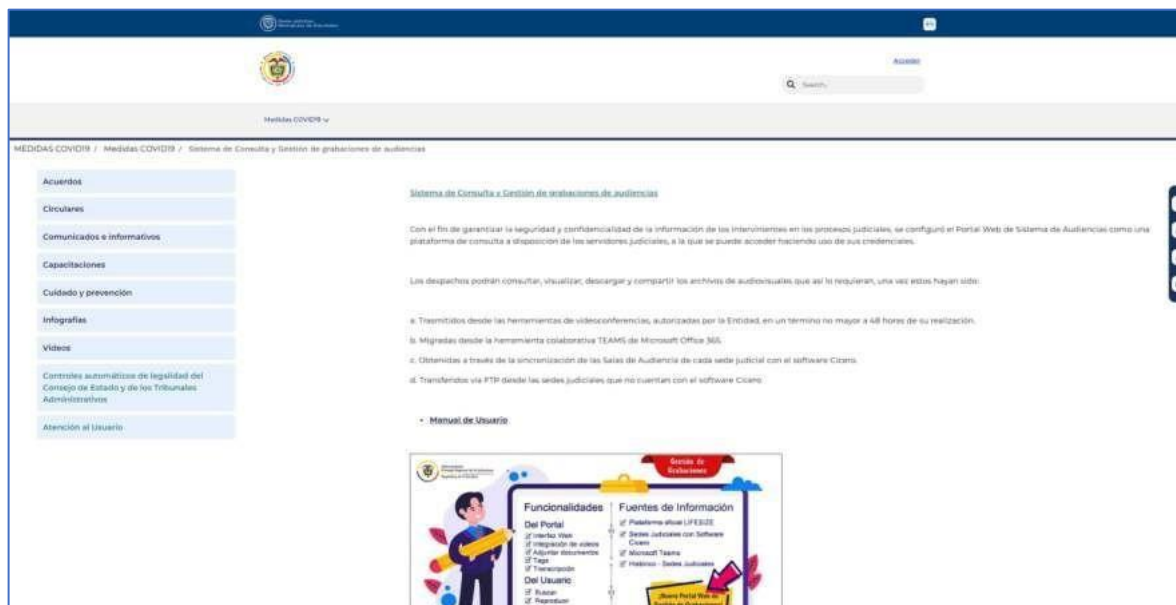 Acceder
Search...
Medidas COVID19
MEDIDAS COVID19 / Medidas COVID19 / Sistema de Consulta y Gestión de grabaciones de audiencias
Acuerdos
Circulares
Comunicados e informativos
Capacitaciones
Cuidado y prevención
Infografías
Videos
Controles automáticos de legalidad del
Consejo de Estado y de los Tribunales
Administrativos
Atención al Usuario
Sistema de Consulta y Gestión de grabaciones de audiencias
Con el fin de garantizar la seguridad y confidencialidad de la información de los intervinientes en los procesos judiciales, se configuró el Portal Web de Sistema de Audiencias como una
plataforma de consulta a disposición de los servidores judiciales, a la que se puede acceder haciendo uso de sus credenciales.
Los despachos podrán consultar, visualizar, descargar y compartir los archivos de audiovisuales que así lo requieran, una vez estos hayan sido:
a. Trasmitidos desde las herramientas de videoconferencias, autorizadas por la Entidad, en un término no mayor a 48 horas de su realización.
b. Migradas desde la herramienta colaborativa TEAMS de Microsoft Office 365.
c. Obtenidas a través de la sincronización de las Salas de Audiencia de cada sede judicial con el software Cicero.
d. Transferidos vía FTP desde las sedes judiciales que no cuentan con el software Cicero
• Manual de Usuario
Gestión de
Grabaciones
Funcionalidades
Del Portal
Interfaz Web
Integración de videos
Adjuntar documentos
Tags
Transcripción
Del Usuario
Buscar
Reproducir
Fuentes de Información
Plataforma oficial LIFESIZE
Sedes Judiciales con Software
Cicero
Microsoft Teams
Histórico - Sedes Judiciales
¡Nuevo Portal Web de
Gestión de Grabaciones!